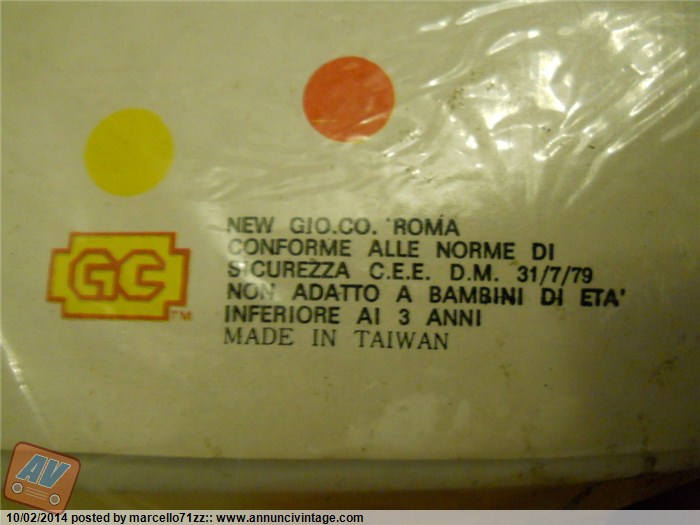 NEW GIO.CO. ROMA
CONFORME ALLE NORME DI
SICUREZZA C.E.E. D.M. 31/7/79
NON ADATTO A BAMBINI DI ETA'
INFERIORE AI 3 ANNI
MADE IN TAIWAN
GC
TM
AV
10/02/2014 posted by marcello71zz:: www.annuncivintage.com